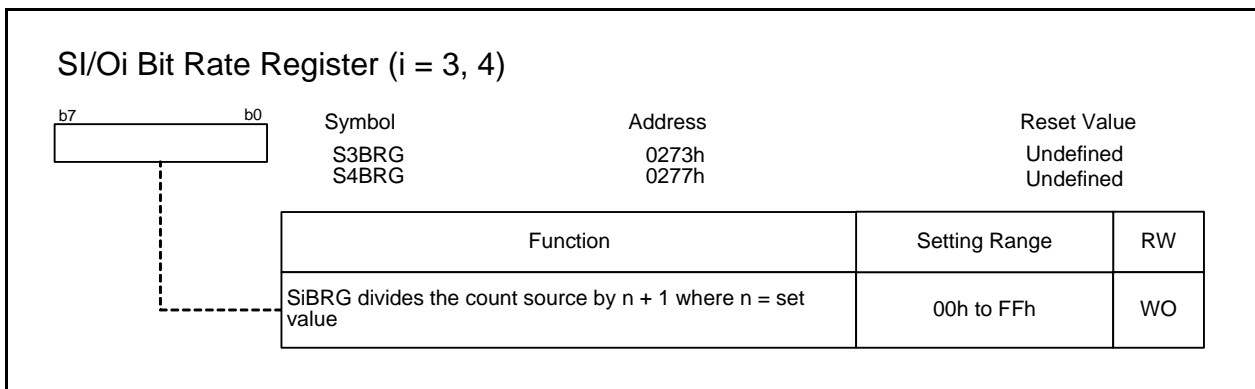 SI/Oi Bit Rate Register (i = 3, 4)
b7 b0 Symbol Address Reset Value
S3BRG 0273h Undefined
S4BRG 0277h Undefined
Function Setting Range RW
SiBRG divides the count source by n + 1 where n = set
value
00h to FFh WO